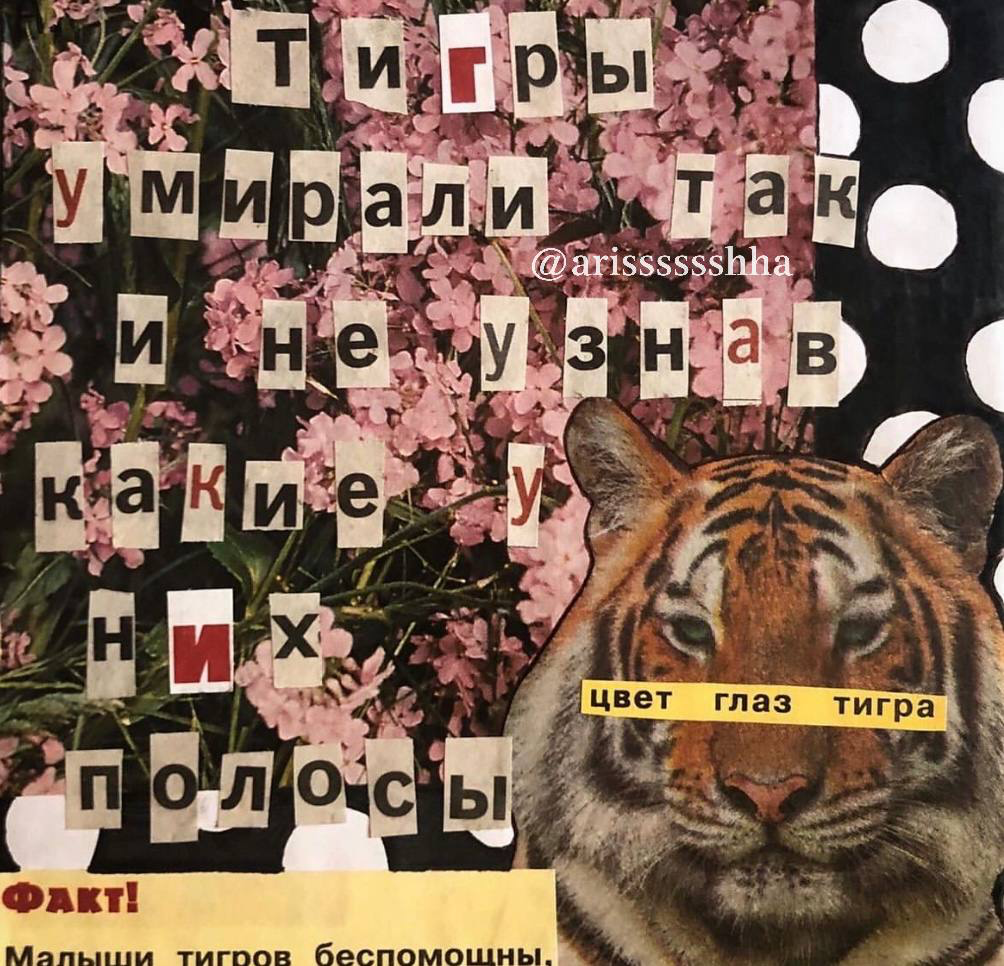 Тигры
умирали так
@arisssssshha
и не узнав
какие у
них
цвет глаз тигра
полосы
Факт!
Малыши тигров беспомощны,